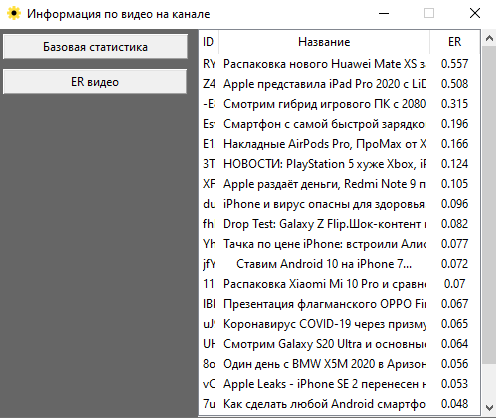 Информация по видео на канале
Базовая статистика
ER видео
ID Название ER
RY Распаковка нового Huawei Mate XS 0.557
Z4 Apple представила iPad Pro 2020 с LiD 0.508
-E Смотрим гибрид игрового ПК с 2080 0.315
Es Смартфон с самой быстрой зарядко 0.196
E1 Накладные AirPods Pro, ПроМах от X 0.166
3T НОВОСТИ: PlayStation 5 хуже Xbox, iP 0.124
XF Apple раздаёт деньги, Redmi Note 9 п 0.105
du iPhone и вирус опасны для здоровья 0.096
fh Drop Test: Galaxy Z Flip.Шок-контент 0.082
Yh Тачка по цене iPhone: встроили Алис 0.077
jfY Ставим Android 10 на iPhone 7... 0.072
11 Распаковка Xiaomi Mi 10 Pro и сравн 0.07
IB Презентация флагманского OPPO Fin 0.067
uJ Коронавирус COVID-19 через призму 0.065
UH Смотрим Galaxy S20 Ultra и основные 0.064
8o Один день с BMW X5M 2020 в Аризон 0.056
vC Apple Leaks - iPhone SE 2 перенесен н 0.053
7u Как сделать любой Android смартфо 0.048